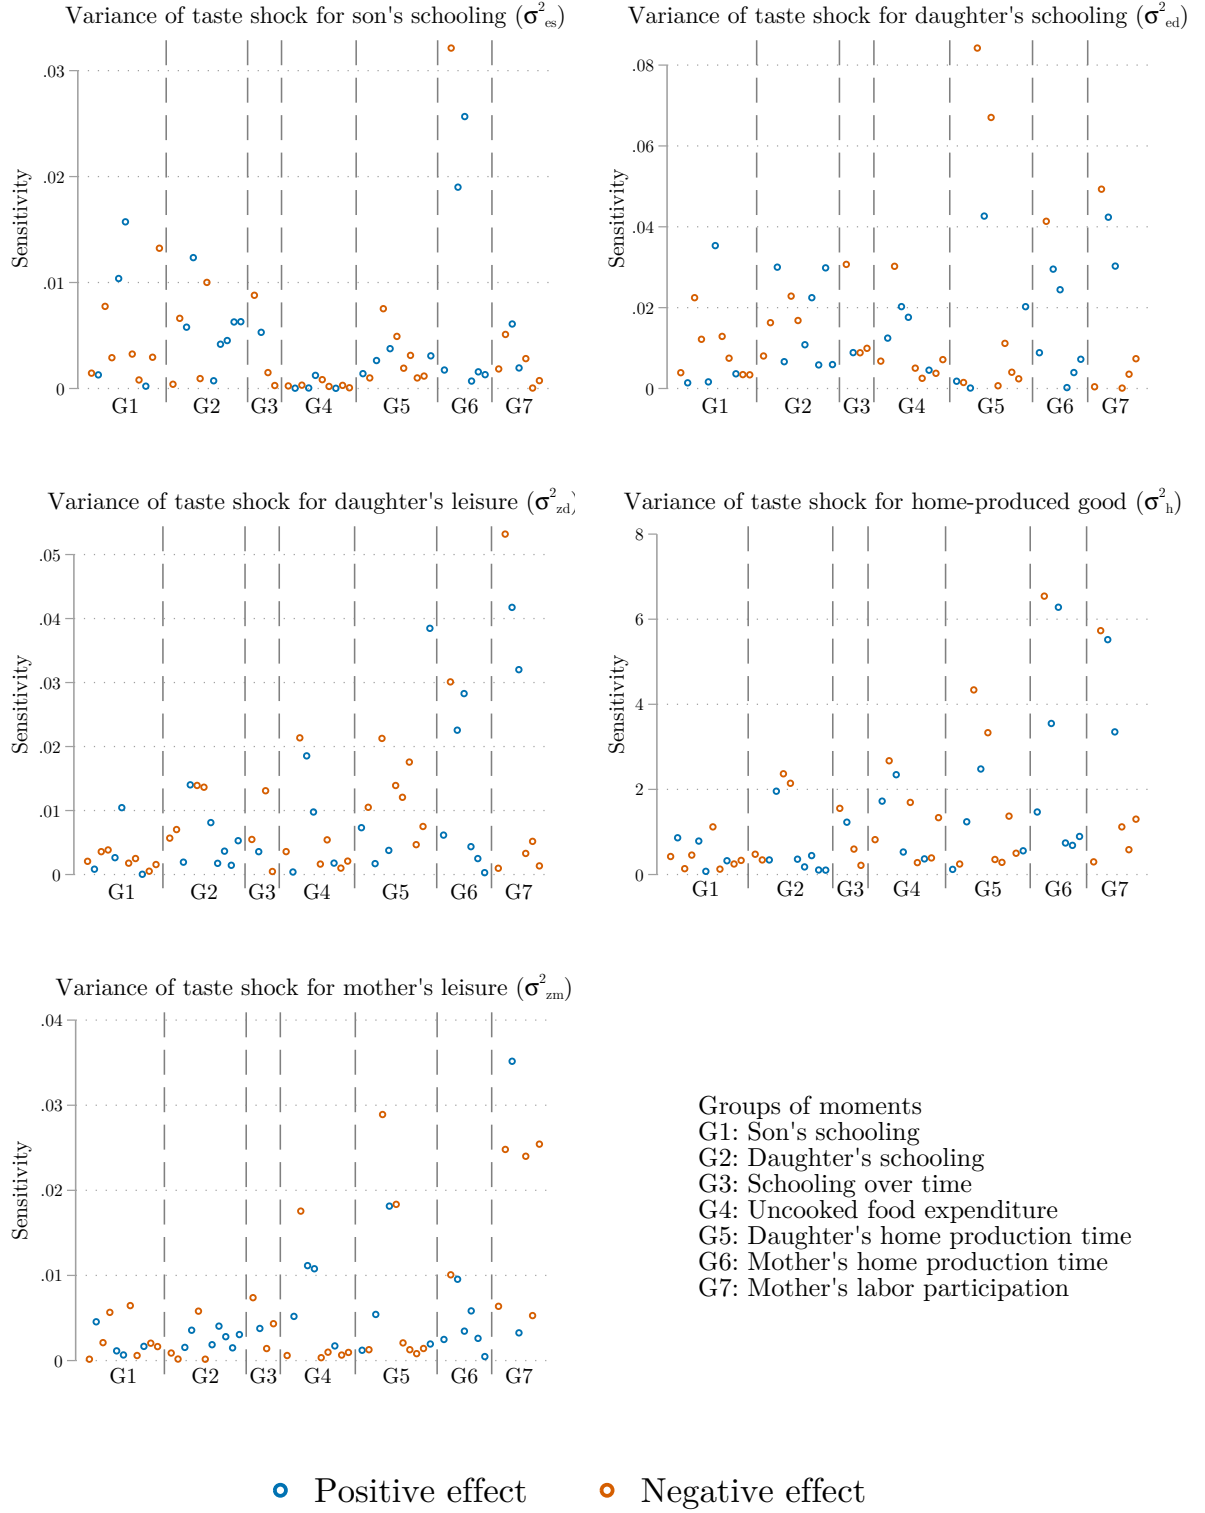 Variance of taste shock for son's schooling (σ²es)
Variance of taste shock for daughter's schooling (σ²ed)
Sensitivity
.03
.02
.01
0
G1 G2 G3 G4 G5 G6 G7
Sensitivity
.08
.06
.04
.02
0
G1 G2 G3 G4 G5 G6 G7
Variance of taste shock for daughter's leisure (σ²zd)
Variance of taste shock for home-produced good (σ²h)
Sensitivity
.05
.04
.03
.02
.01
0
G1 G2 G3 G4 G5 G6 G7
Sensitivity
8
6
4
2
0
G1 G2 G3 G4 G5 G6 G7
Variance of taste shock for mother's leisure (σ²zm)
Sensitivity
.04
.03
.02
.01
0
G1 G2 G3 G4 G5 G6 G7
Groups of moments
G1: Son's schooling
G2: Daughter's schooling
G3: Schooling over time
G4: Uncooked food expenditure
G5: Daughter's home production time
G6: Mother's home production time
G7: Mother's labor participation
Positive effect Negative effect